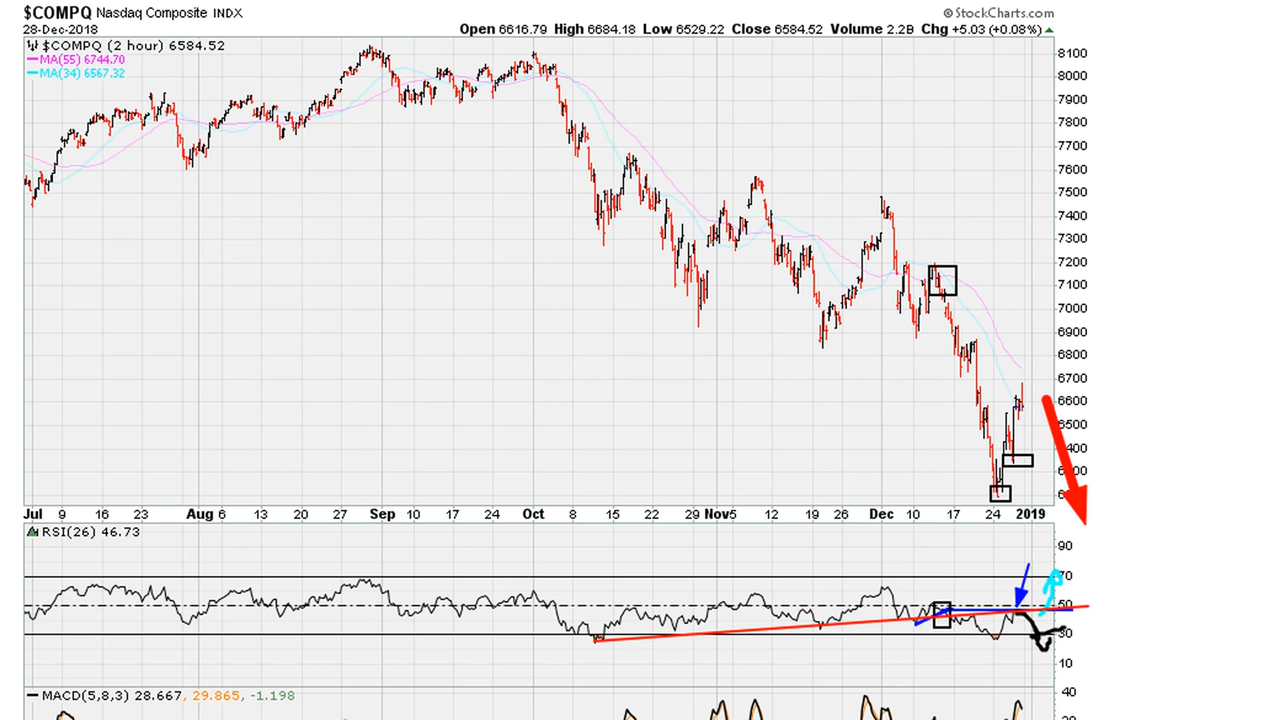 $COMPQ Nasdaq Composite INDX
© StockCharts.com
28-Dec-2018
Open 6616.79 High 6684.18 Low 6529.22 Close 6584.52 Volume 2.2B Chg +5.03 (+0.08%)
$COMPQ (2 hour) 6584.52
MA(55) 6744.70
MA(34) 6567.32
8100
8000
7900
7800
7700
7600
7500
7400
7300
7200
7100
7000
6900
6800
6700
6600
Jul 9 16 23 Aug 6 13 20 27 Sep 10 17 24 Oct 8 15 22 29 Nov 5 12 19 26 Dec 10 17 24 2019
RSI(26) 46.73
90
70
50
30
10
MACD(5,8,3) 28.667, 29.865, -1.198
40